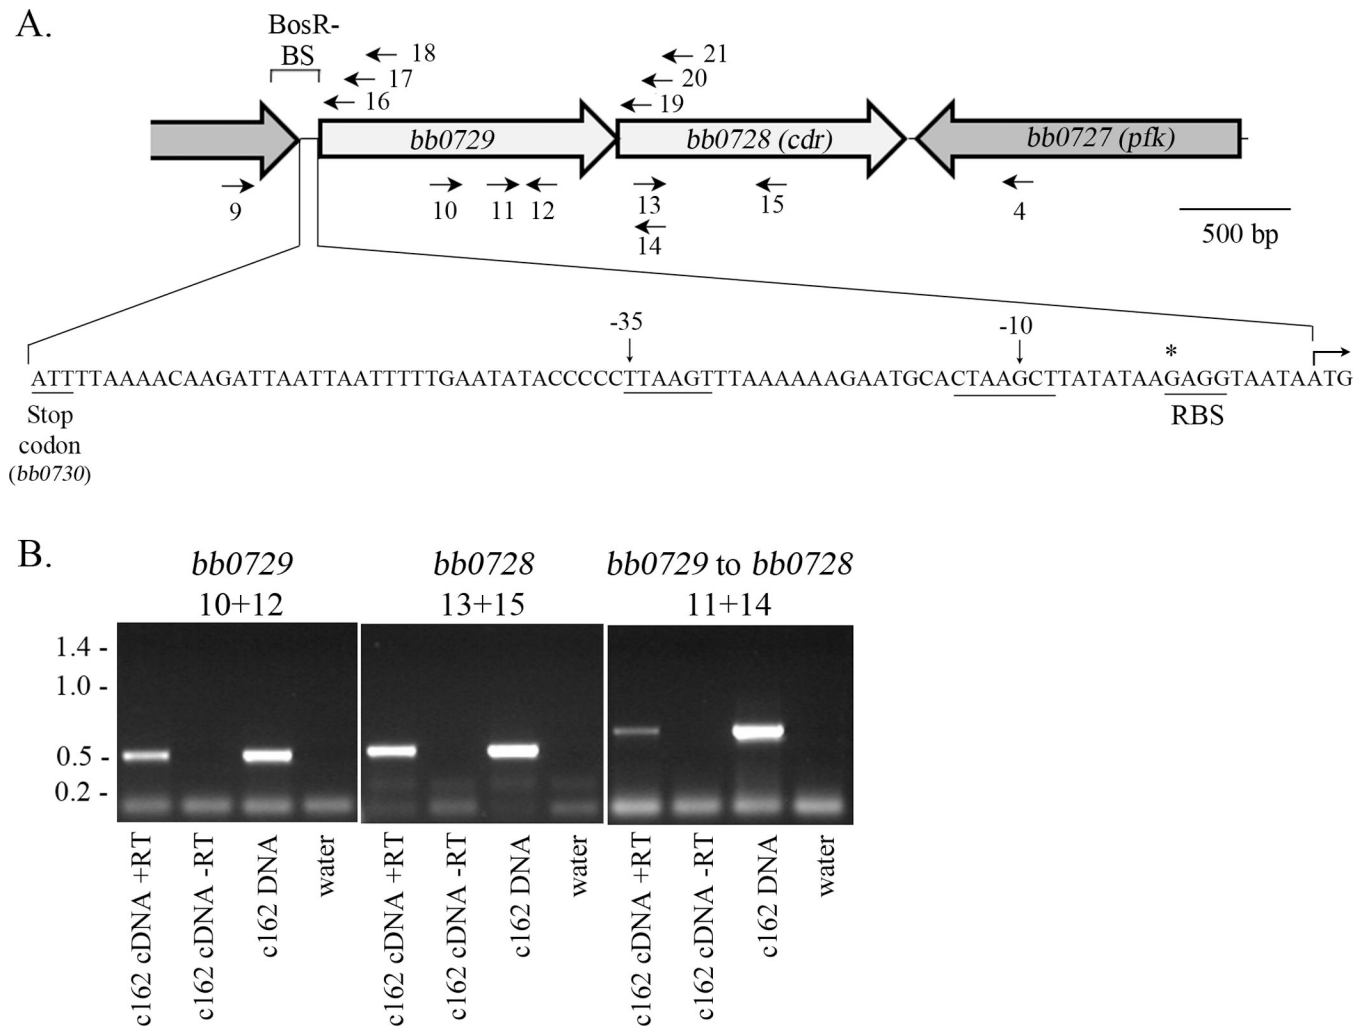 A.
BosR-
BS
18
17
16
21
20
19
bb0729
bb0728 (cdr)
bb0727 (pfk)
9
10
11
12
13
14
15
4
500 bp
-35
-10
*
ATTTTAAAACAAGATTAATTAATTTTTGAATATACCCCCTTAAGTTTAAAAAAGAATGCACTAAGCTTATATAAGAGGTAATAATG
Stop
codon
(bb0730)
RBS
B.
bb0729
10+12
bb0728
13+15
bb0729 to bb0728
11+14
1.4 -
1.0 -
0.5 -
0.2 -
c162 cDNA +RT
c162 cDNA -RT
c162 DNA
water
c162 cDNA +RT
c162 cDNA -RT
c162 DNA
water
c162 cDNA +RT
c162 cDNA -RT
c162 DNA
water